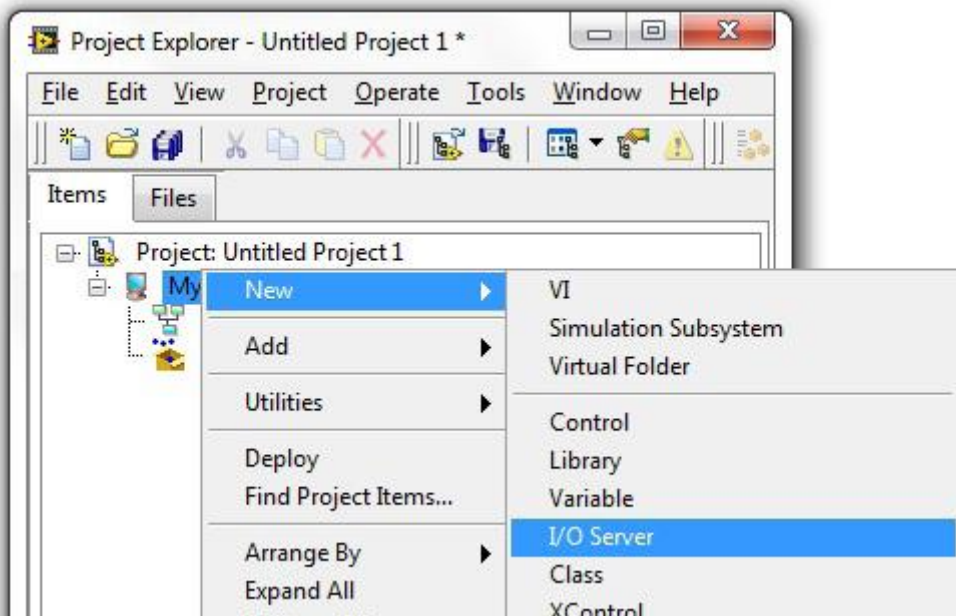 Project Explorer - Untitled Project 1 *
File Edit View Project Operate Tools Window Help
Items Files
Project: Untitled Project 1
My
New
Add
Utilities
Deploy
Find Project Items...
Arrange By
Expand All
VI
Simulation Subsystem
Virtual Folder
Control
Library
Variable
I/O Server
Class
XControl